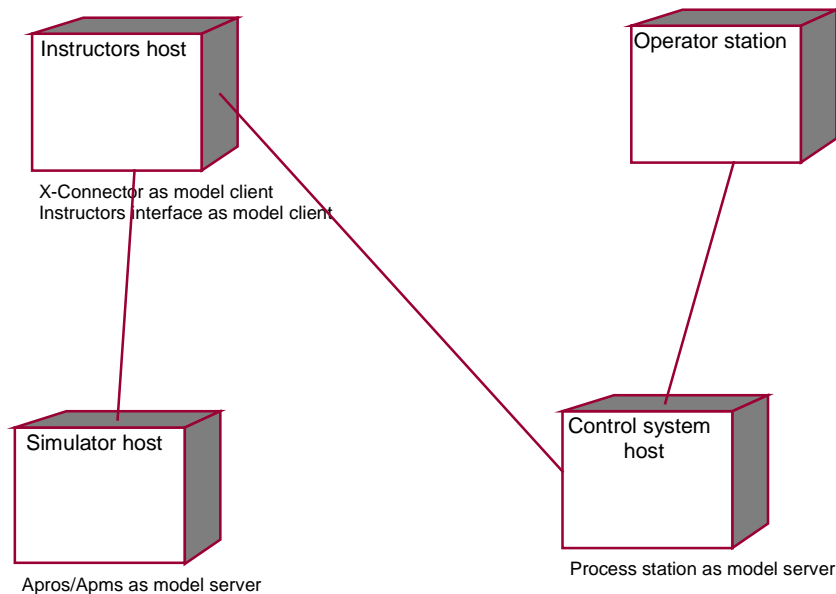 Instructors host
Operator station
X-Connector as model client
Instructors interface as model client
Simulator host
Control system
host
Apros/Apms as model server
Process station as model server